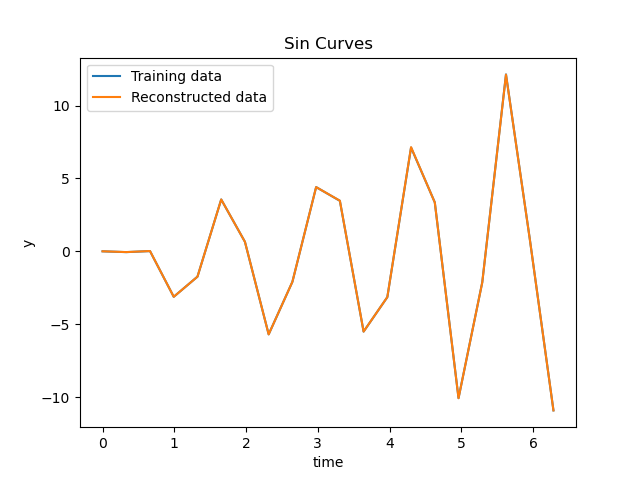 Sin Curves
Training data
Reconstructed data
10
5
0
−5
−10
y
0 1 2 3 4 5 6
time